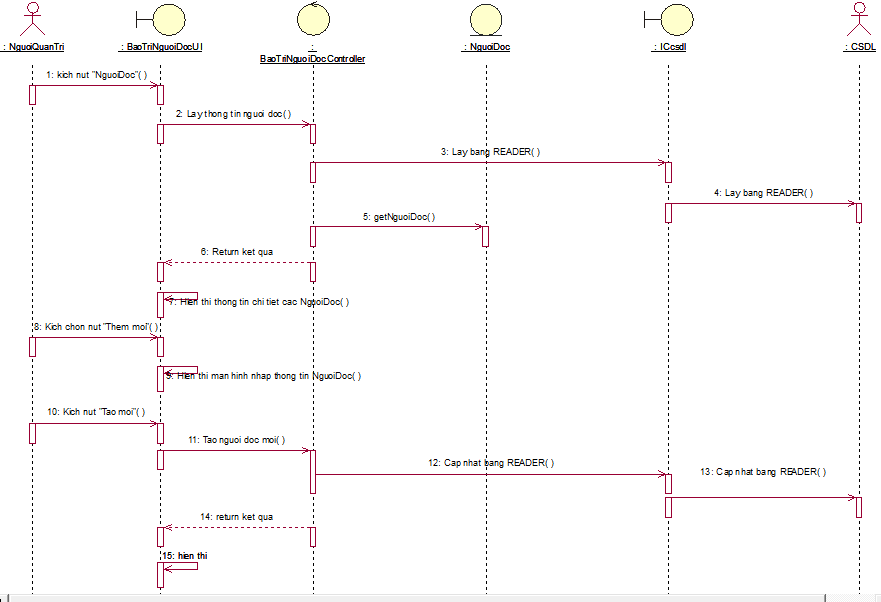 : NguoiQuanTri
: BaoTriNguoiDocUI
:
BaoTriNguoiDocController
: NguoiDoc
: ICcsdl
: CSDL
1: kich nut "NguoiDoc"( )
2: Lay thong tin nguoi doc( )
3: Lay bang READER( )
4: Lay bang READER( )
5: getNguoiDoc( )
6: Return ket qua
7: Hien thi thong tin chi tiet cac NguoiDoc( )
8: Kich chon nut "Them moi"( )
9: Hien thi man hinh nhap thong tin NguoiDoc( )
10: Kich nut "Tao moi"( )
11: Tao nguoi doc moi( )
12: Cap nhat bang READER( )
13: Cap nhat bang READER( )
14: return ket qua
15: hien thi